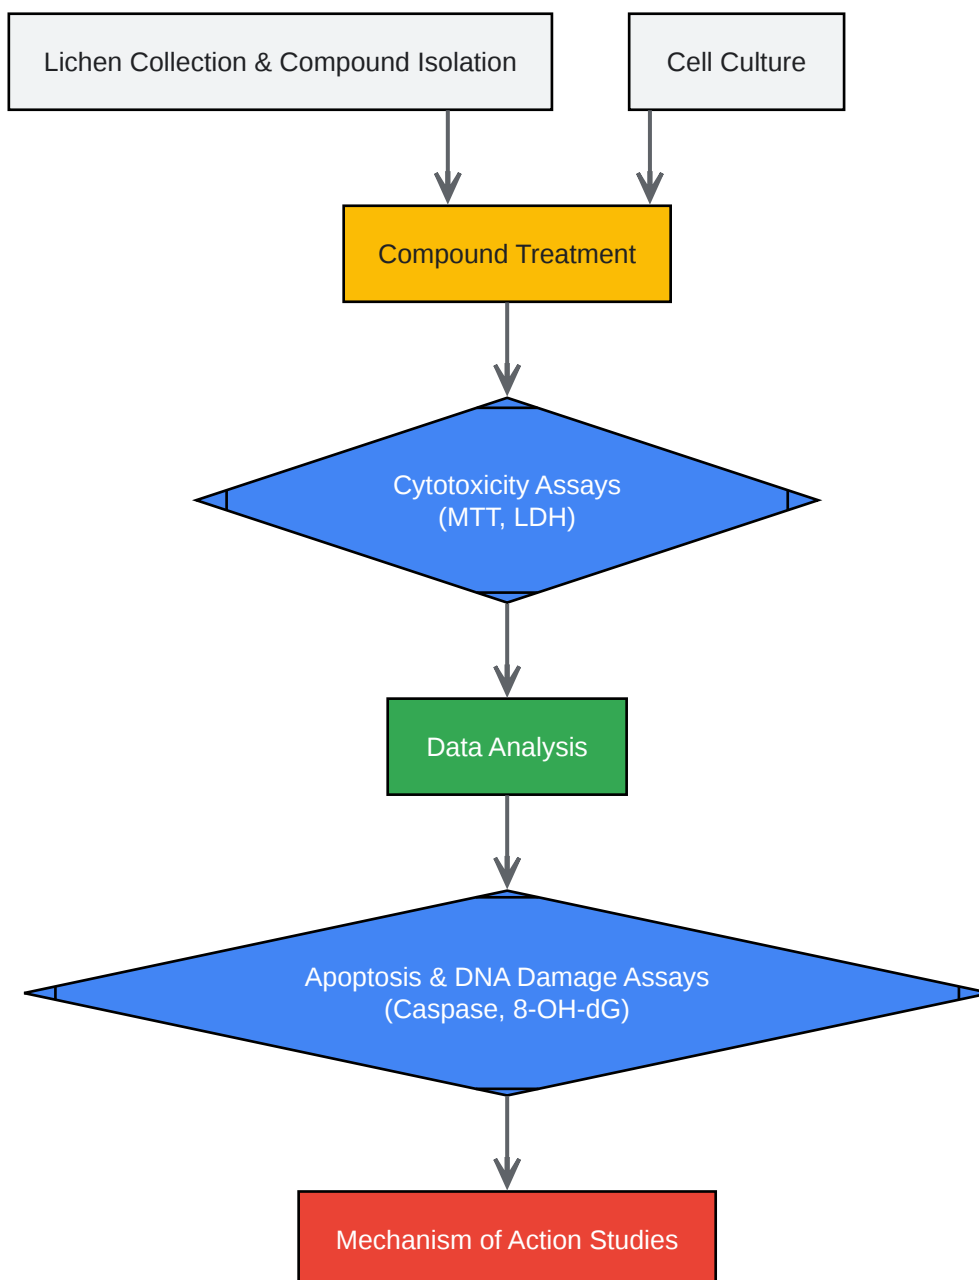 Lichen Collection & Compound Isolation
Cell Culture
Compound Treatment
Cytotoxicity Assays
(MTT, LDH)
Data Analysis
Apoptosis & DNA Damage Assays
(Caspase, 8-OH-dG)
Mechanism of Action Studies